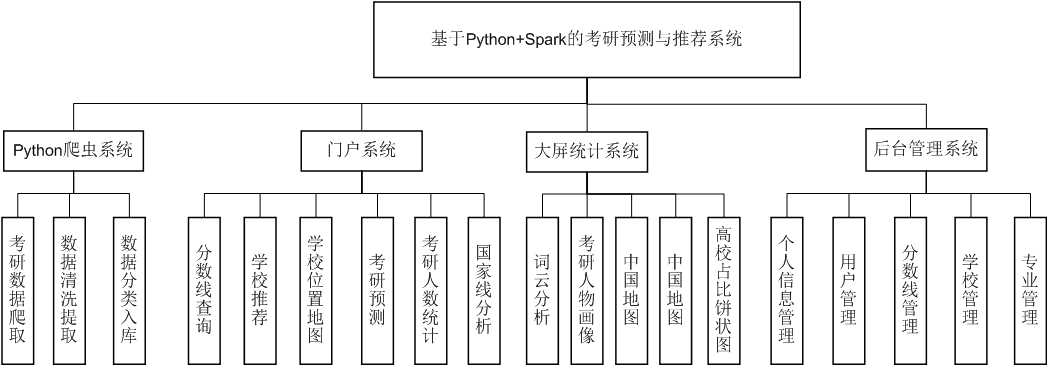 基于Python+Spark的考研预测与推荐系统
Python爬虫系统
门户系统
大屏统计系统
后台管理系统
考研数据爬取
数据清洗提取
数据分类入库
分数线查询
学校推荐
学校位置地图
考研预测
考研人数统计
国家线分析
词云分析
考研人物画像
中国地图
中国地图
高校占比饼状图
个人信息管理
用户管理
分数线管理
学校管理
专业管理